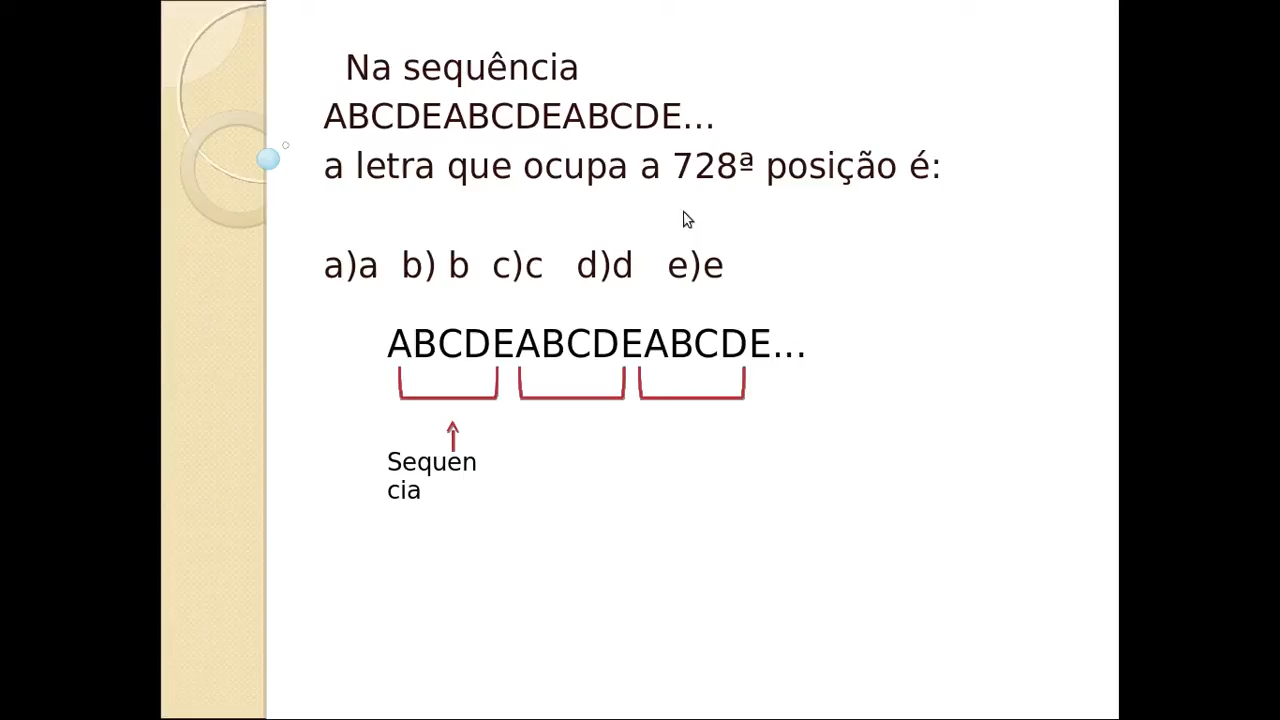 Na sequência
ABCDEABCDEABCDE...
a letra que ocupa a 728ª posição é:
a)a b) b c)c d)d e)e
ABCDEABCDEABCDE...
Sequen
cia